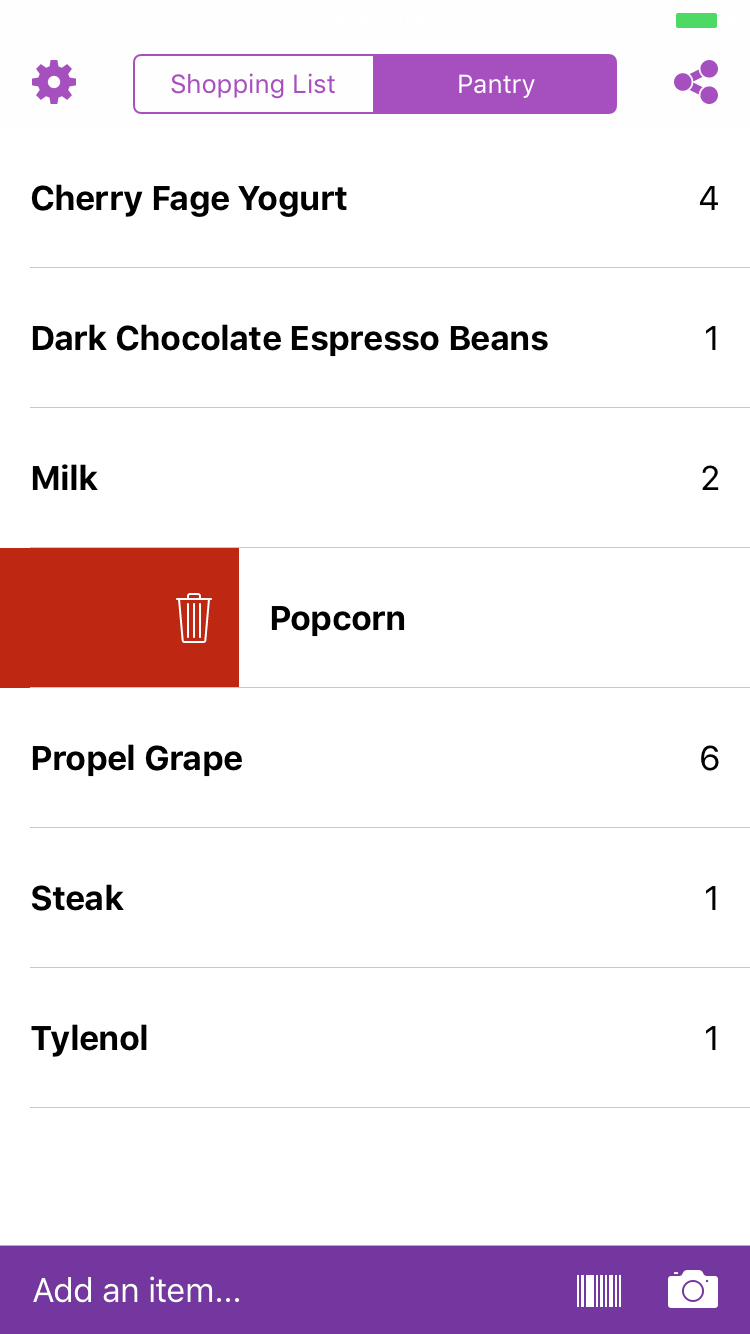 Shopping List Pantry
Cherry Fage Yogurt 4
Dark Chocolate Espresso Beans 1
Milk 2
Popcorn
Propel Grape 6
Steak 1
Tylenol 1
Add an item...